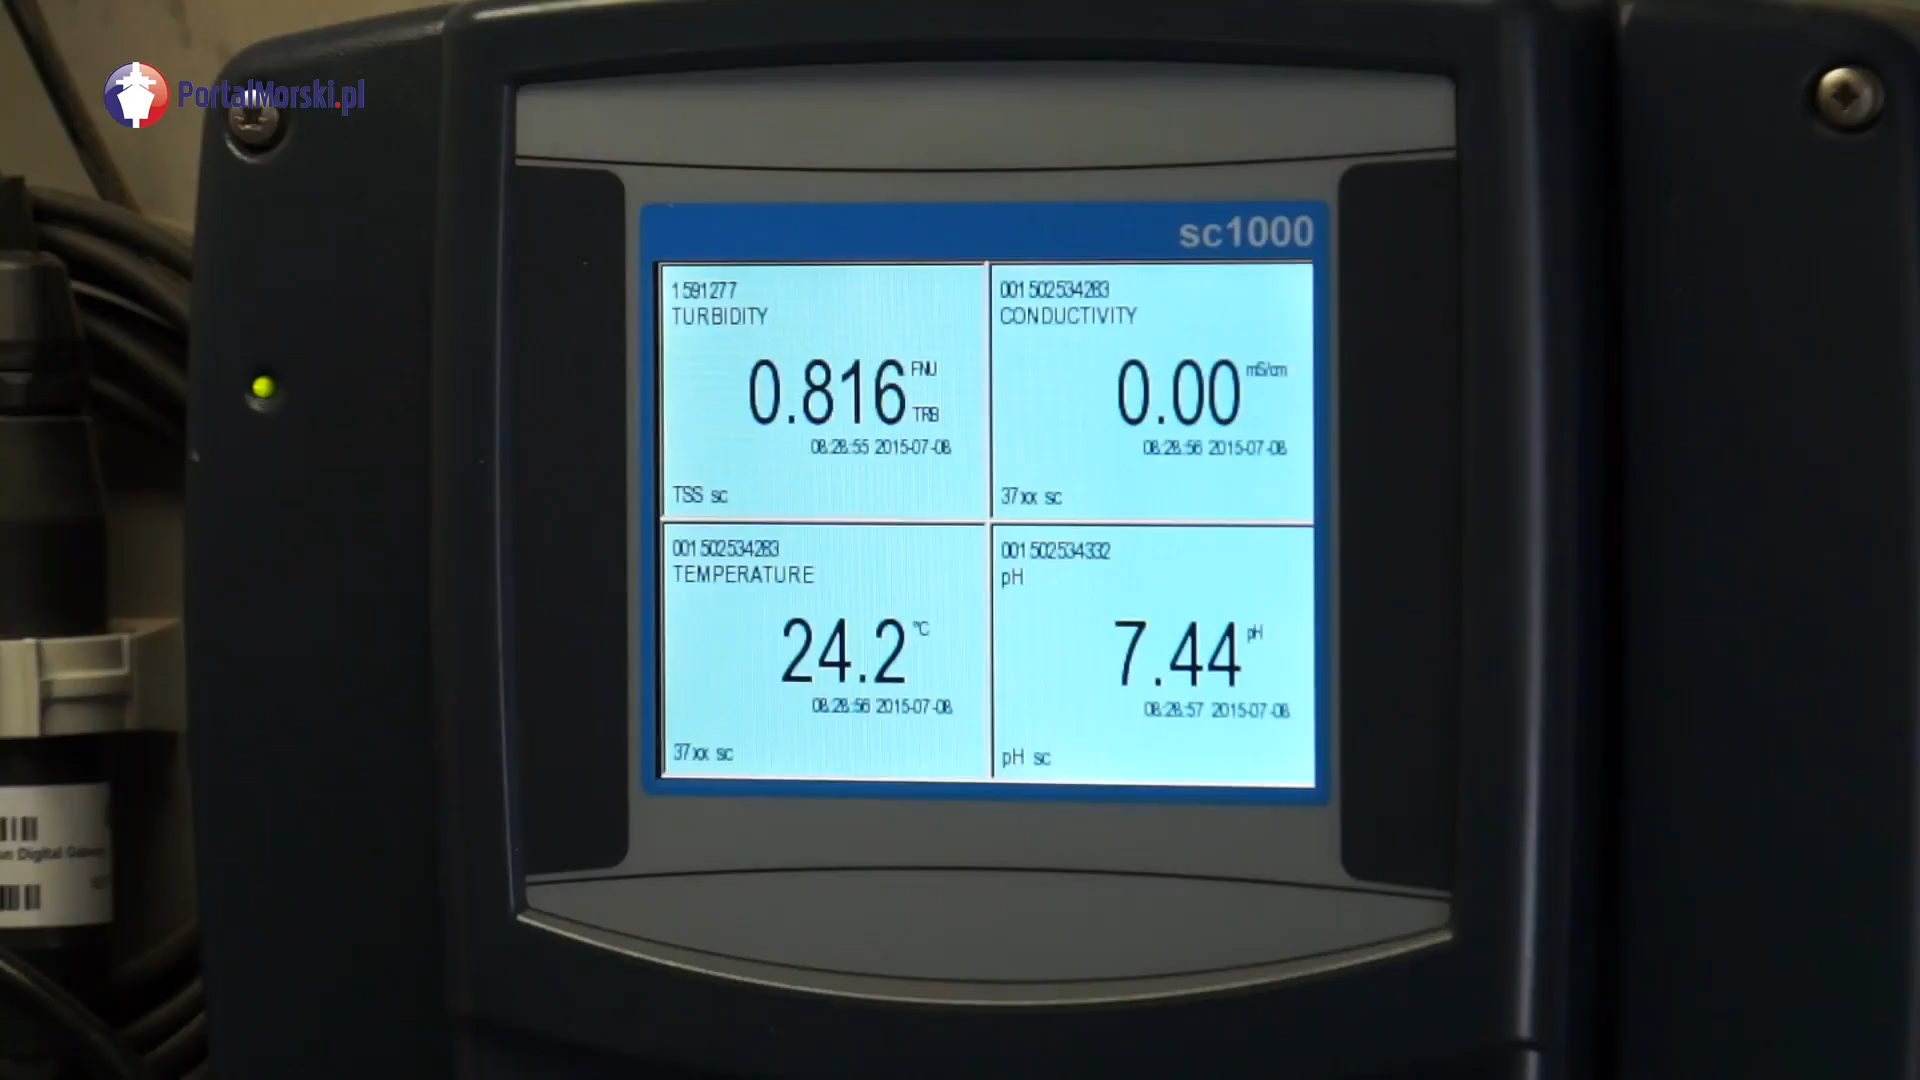 PortalMorski.pl
sc1000
1591277
TURBIDITY
0.816 FNU
TRB
08:28:55 2015-07-08
TSS sc
001502534283
CONDUCTIVITY
0.00 mS/cm
08:28:56 2015-07-08
37xx sc
001502534283
TEMPERATURE
24.2 °C
08:28:56 2015-07-08
37xx sc
001502534332
pH
7.44 pH
08:28:57 2015-07-08
pH sc
Digital